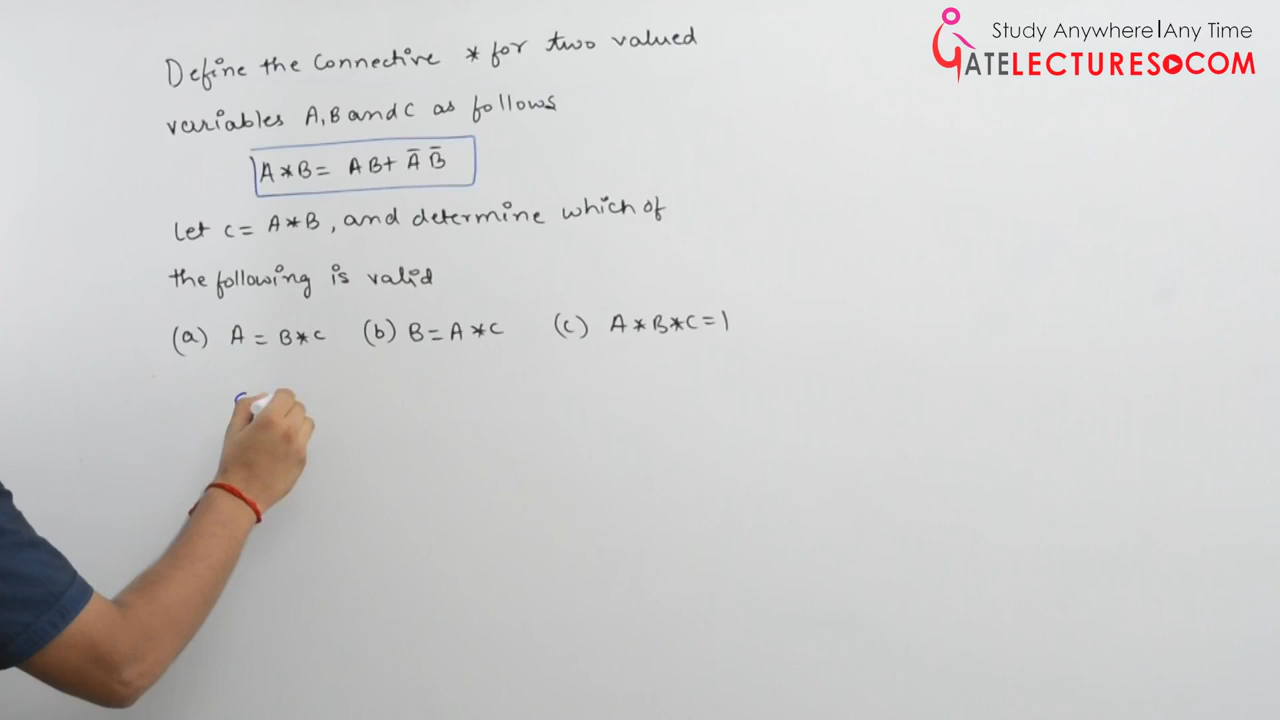 Study Anywhere|Any Time
GATELECTURES.COM
Define the Connective * for two valued
variables A, B and C as follows
A * B = AB + A̅ B̅
Let C = A * B, and determine which of
the following is valid
(a) A = B * C (b) B = A * C (c) A * B * C = 1